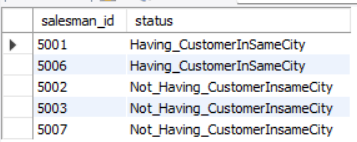 salesman_id status
5001 Having_CustomerInSameCity
5006 Having_CustomerInSameCity
5002 Not_Having_CustomerInsameCity
5003 Not_Having_CustomerInsameCity
5007 Not_Having_CustomerInsameCity